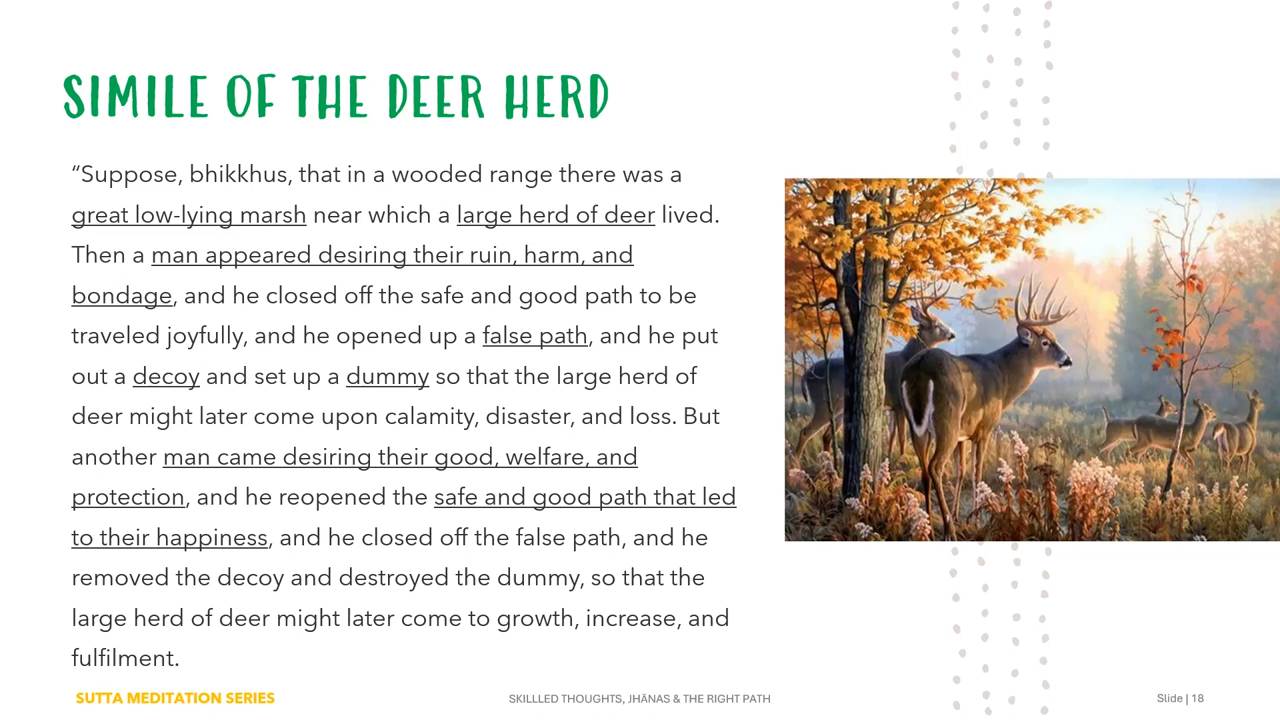 SIMILE OF THE DEER HERD
“Suppose, bhikkhus, that in a wooded range there was a
great low-lying marsh near which a large herd of deer lived.
Then a man appeared desiring their ruin, harm, and
bondage, and he closed off the safe and good path to be
traveled joyfully, and he opened up a false path, and he put
out a decoy and set up a dummy so that the large herd of
deer might later come upon calamity, disaster, and loss. But
another man came desiring their good, welfare, and
protection, and he reopened the safe and good path that led
to their happiness, and he closed off the false path, and he
removed the decoy and destroyed the dummy, so that the
large herd of deer might later come to growth, increase, and
fulfilment.
SUTTA MEDITATION SERIES
SKILLLED THOUGHTS, JHĀNAS & THE RIGHT PATH
Slide | 18